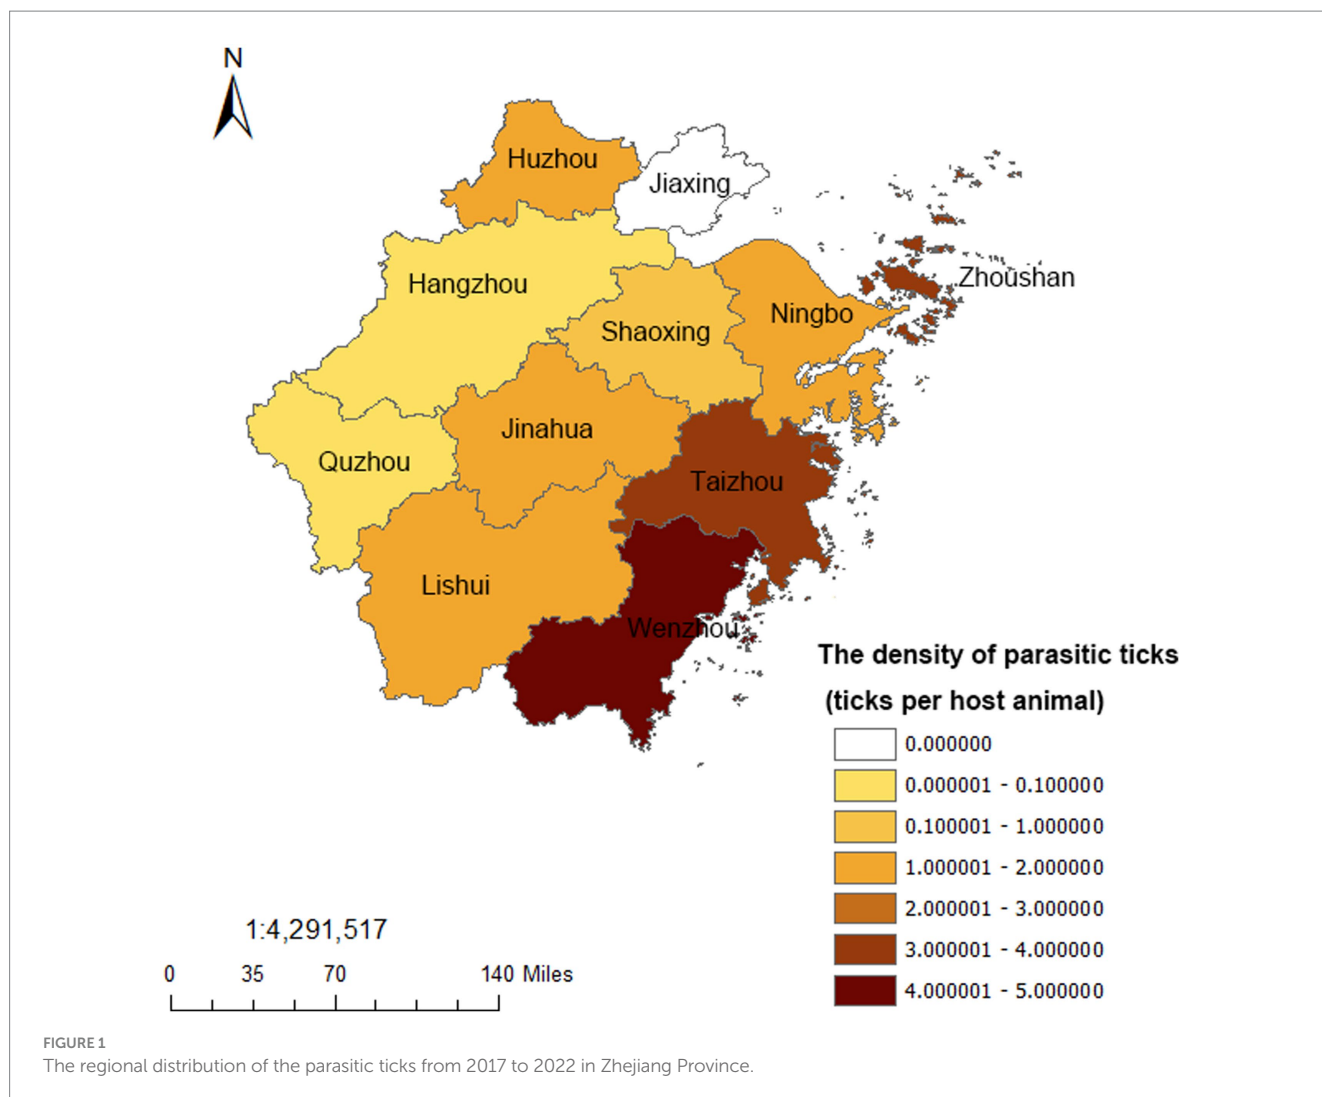 N
Huzhou
Jiaxing
Hangzhou
Zhoushan
Ningbo
Shaoxing
Jinahua
Quzhou
Taizhou
Lishui
Wenzhou
The density of parasitic ticks
(ticks per host animal)
0.000000
0.000001 - 0.100000
0.100001 - 1.000000
1.000001 - 2.000000
2.000001 - 3.000000
3.000001 - 4.000000
4.000001 - 5.000000
1:4,291,517
0 35 70 140 Miles
FIGURE 1
The regional distribution of the parasitic ticks from 2017 to 2022 in Zhejiang Province.